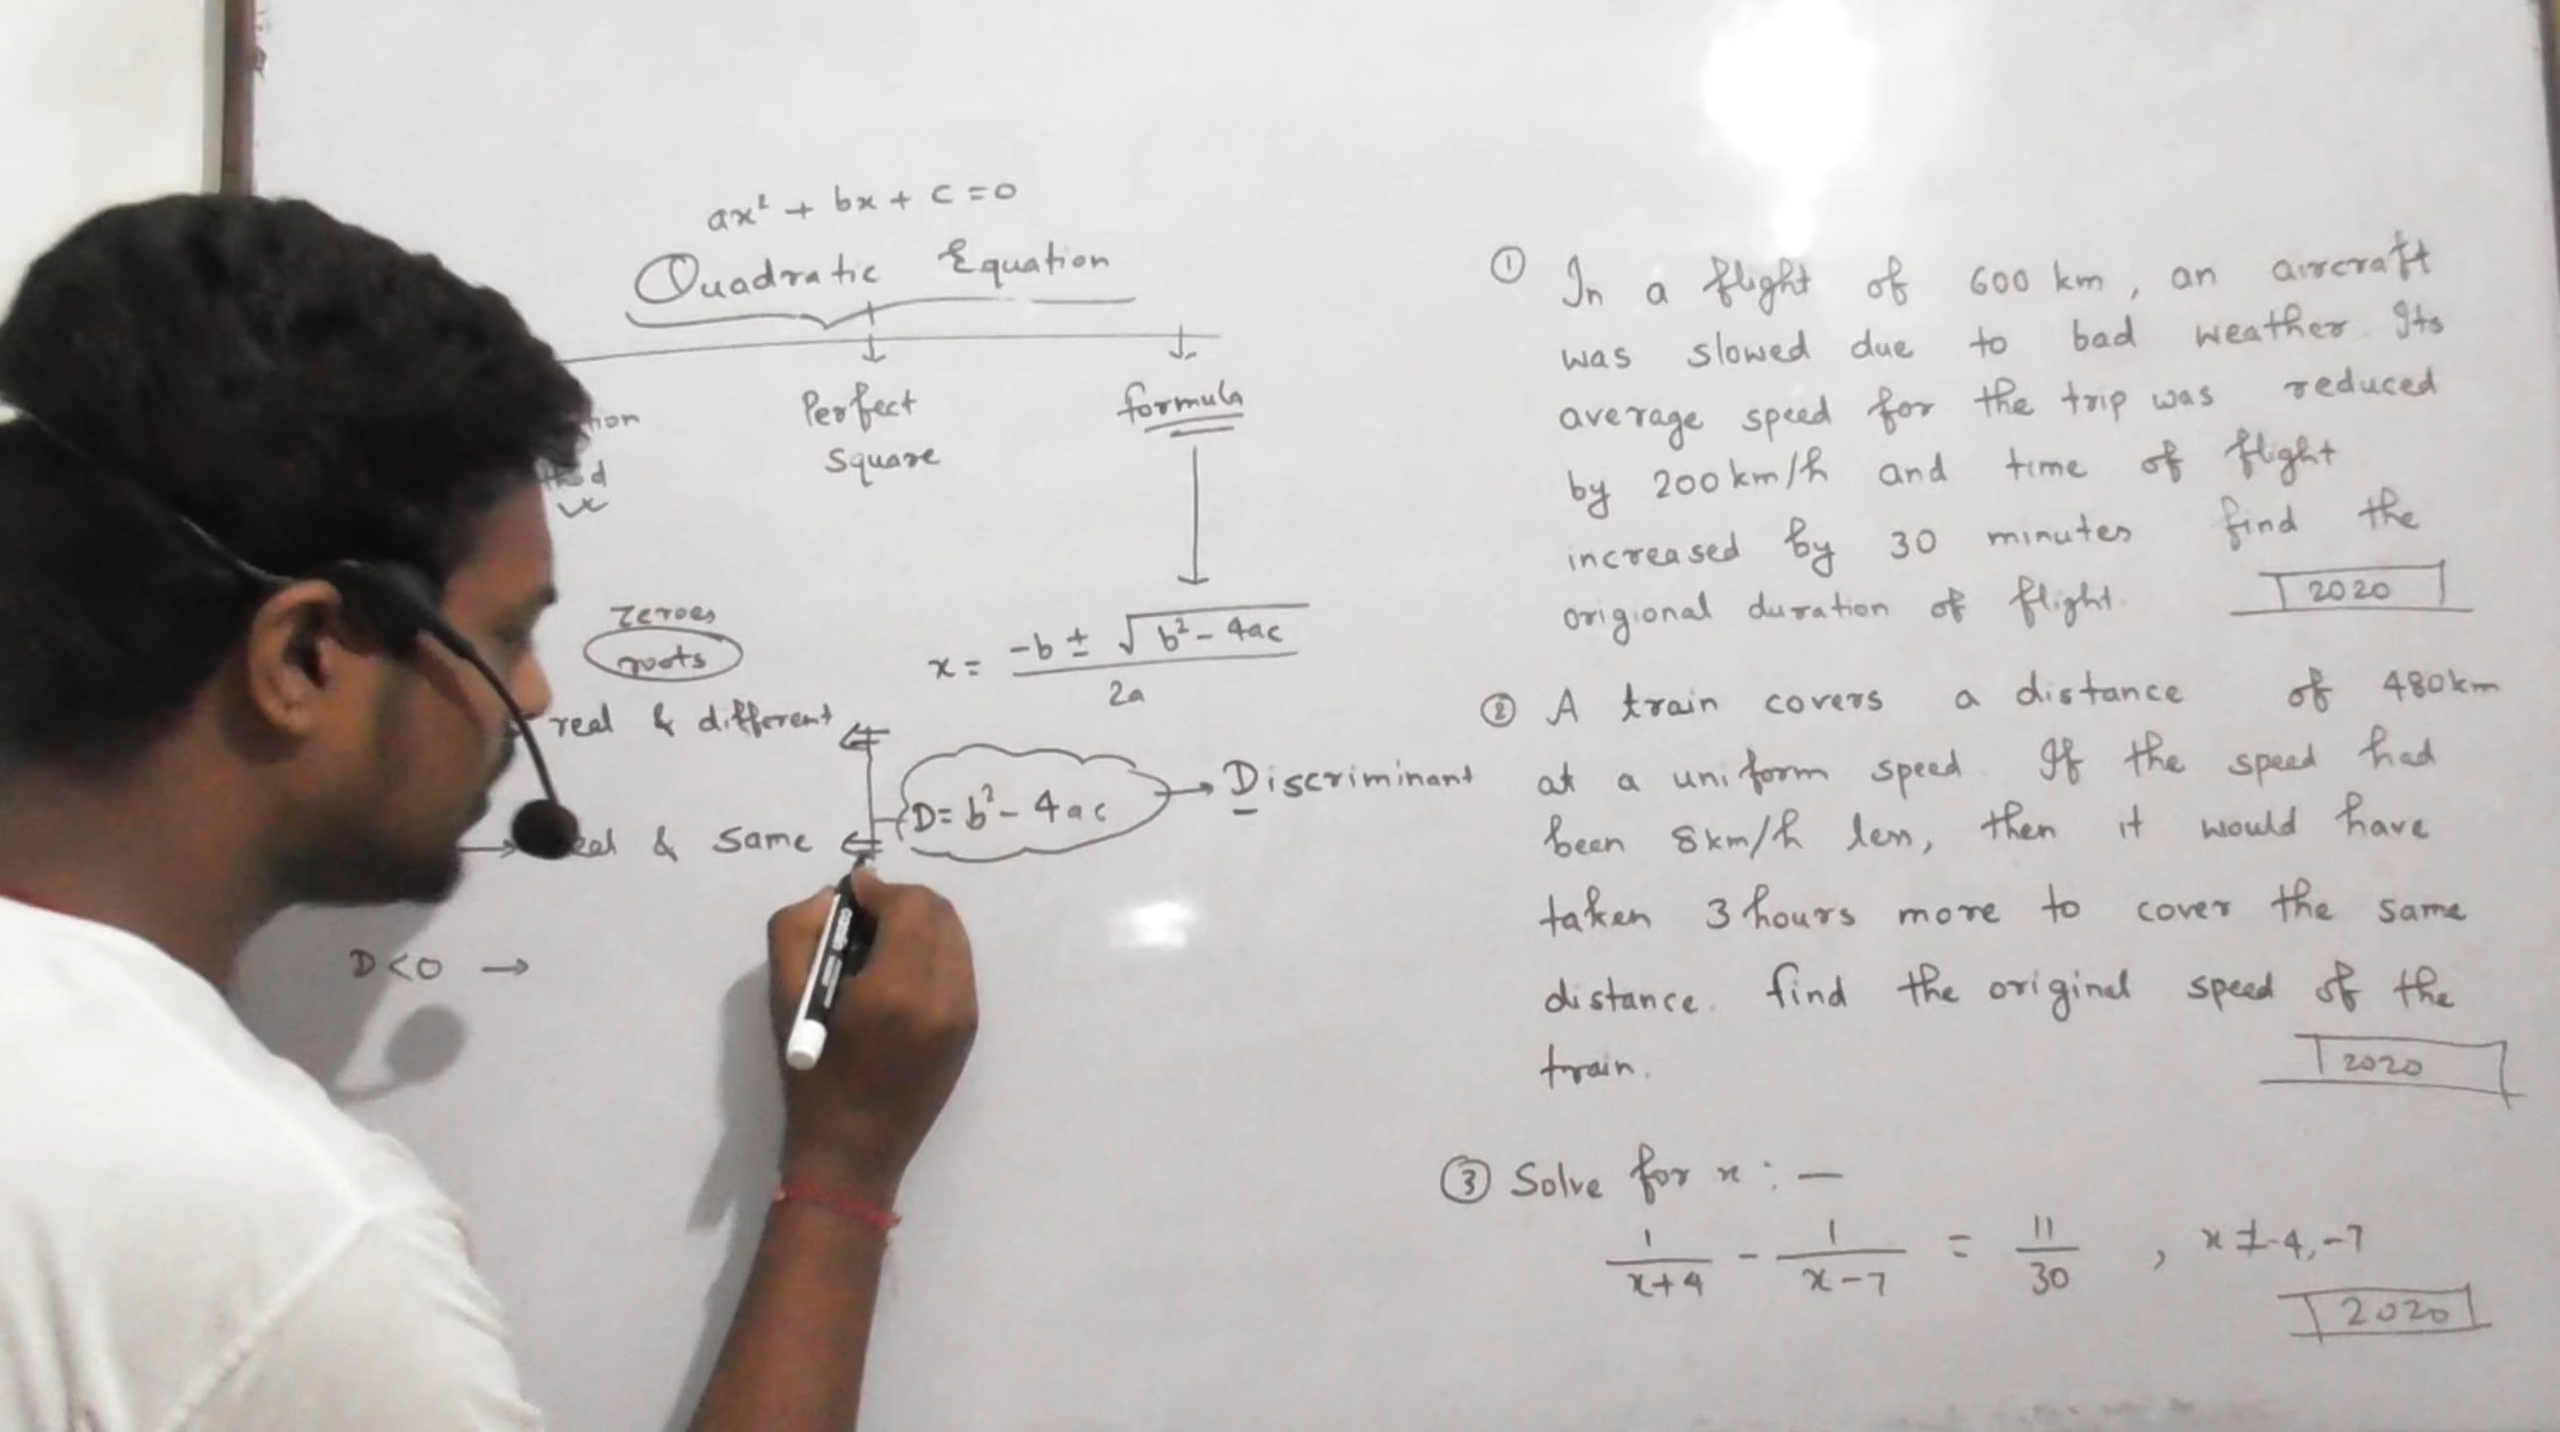 ax² + bx + c = 0
Quadratic Equation
Perfect
Square
formula
zeroes
roots
x = -b ± √b² - 4ac / 2a
real & different
D = b² - 4ac → Discriminant
& Same
D < 0 →
① In a flight of 600 km, an aircraft
was slowed due to bad weather. Its
average speed for the trip was reduced
by 200 km/h and time of flight
increased by 30 minutes find the
origional duration of flight.
2020
② A train covers a distance of 480 km
at a uniform speed. If the speed had
been 8 km/h less, then it would have
taken 3 hours more to cover the same
distance. find the original speed of the
train.
2020
③ Solve for x : —
1/x+4 - 1/x-7 = 11/30 , x ≠ -4, -7
2020